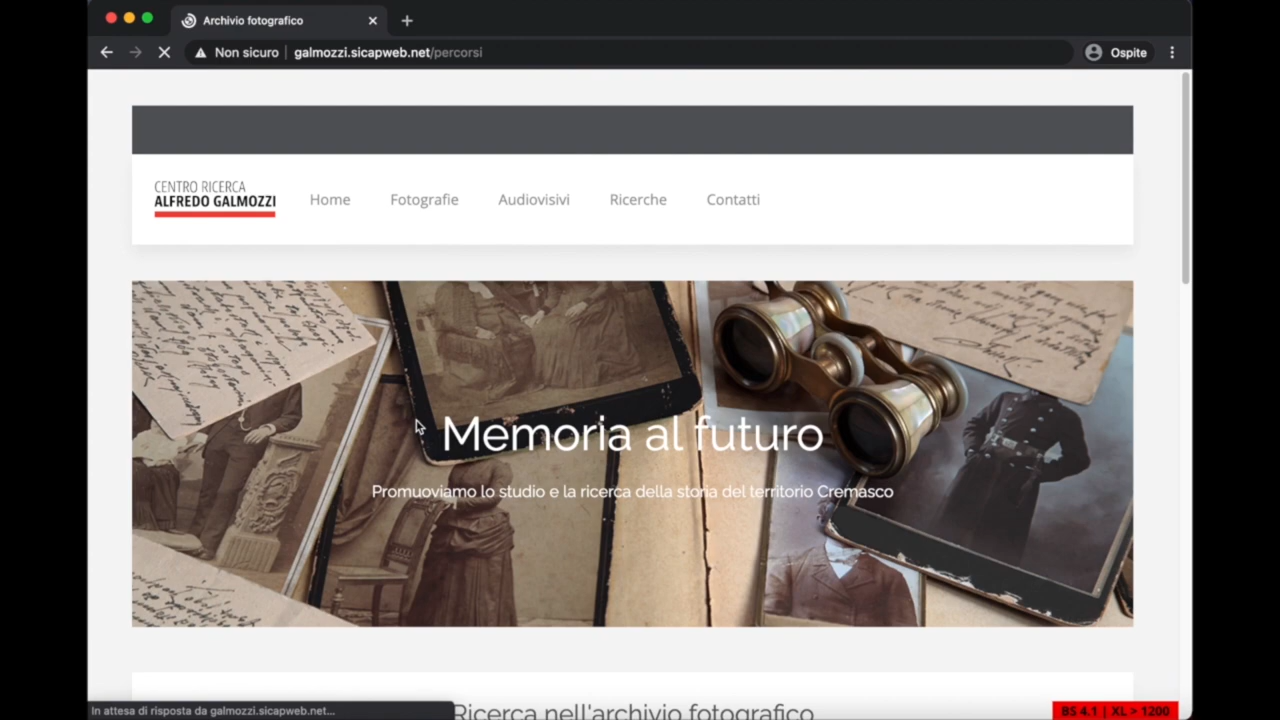 Archivio fotografico
Non sicuro galmozzi.sicapweb.net/percorsi
Ospite
CENTRO RICERCA
ALFREDO GALMOZZI
Home Fotografie Audiovisivi Ricerche Contatti
Memoria al futuro
Promuoviamo lo studio e la ricerca della storia del territorio Cremasco
Ricerca nell'archivio fotografico
In attesa di risposta da galmozzi.sicapweb.net...
BS 4.1 | XL > 1200